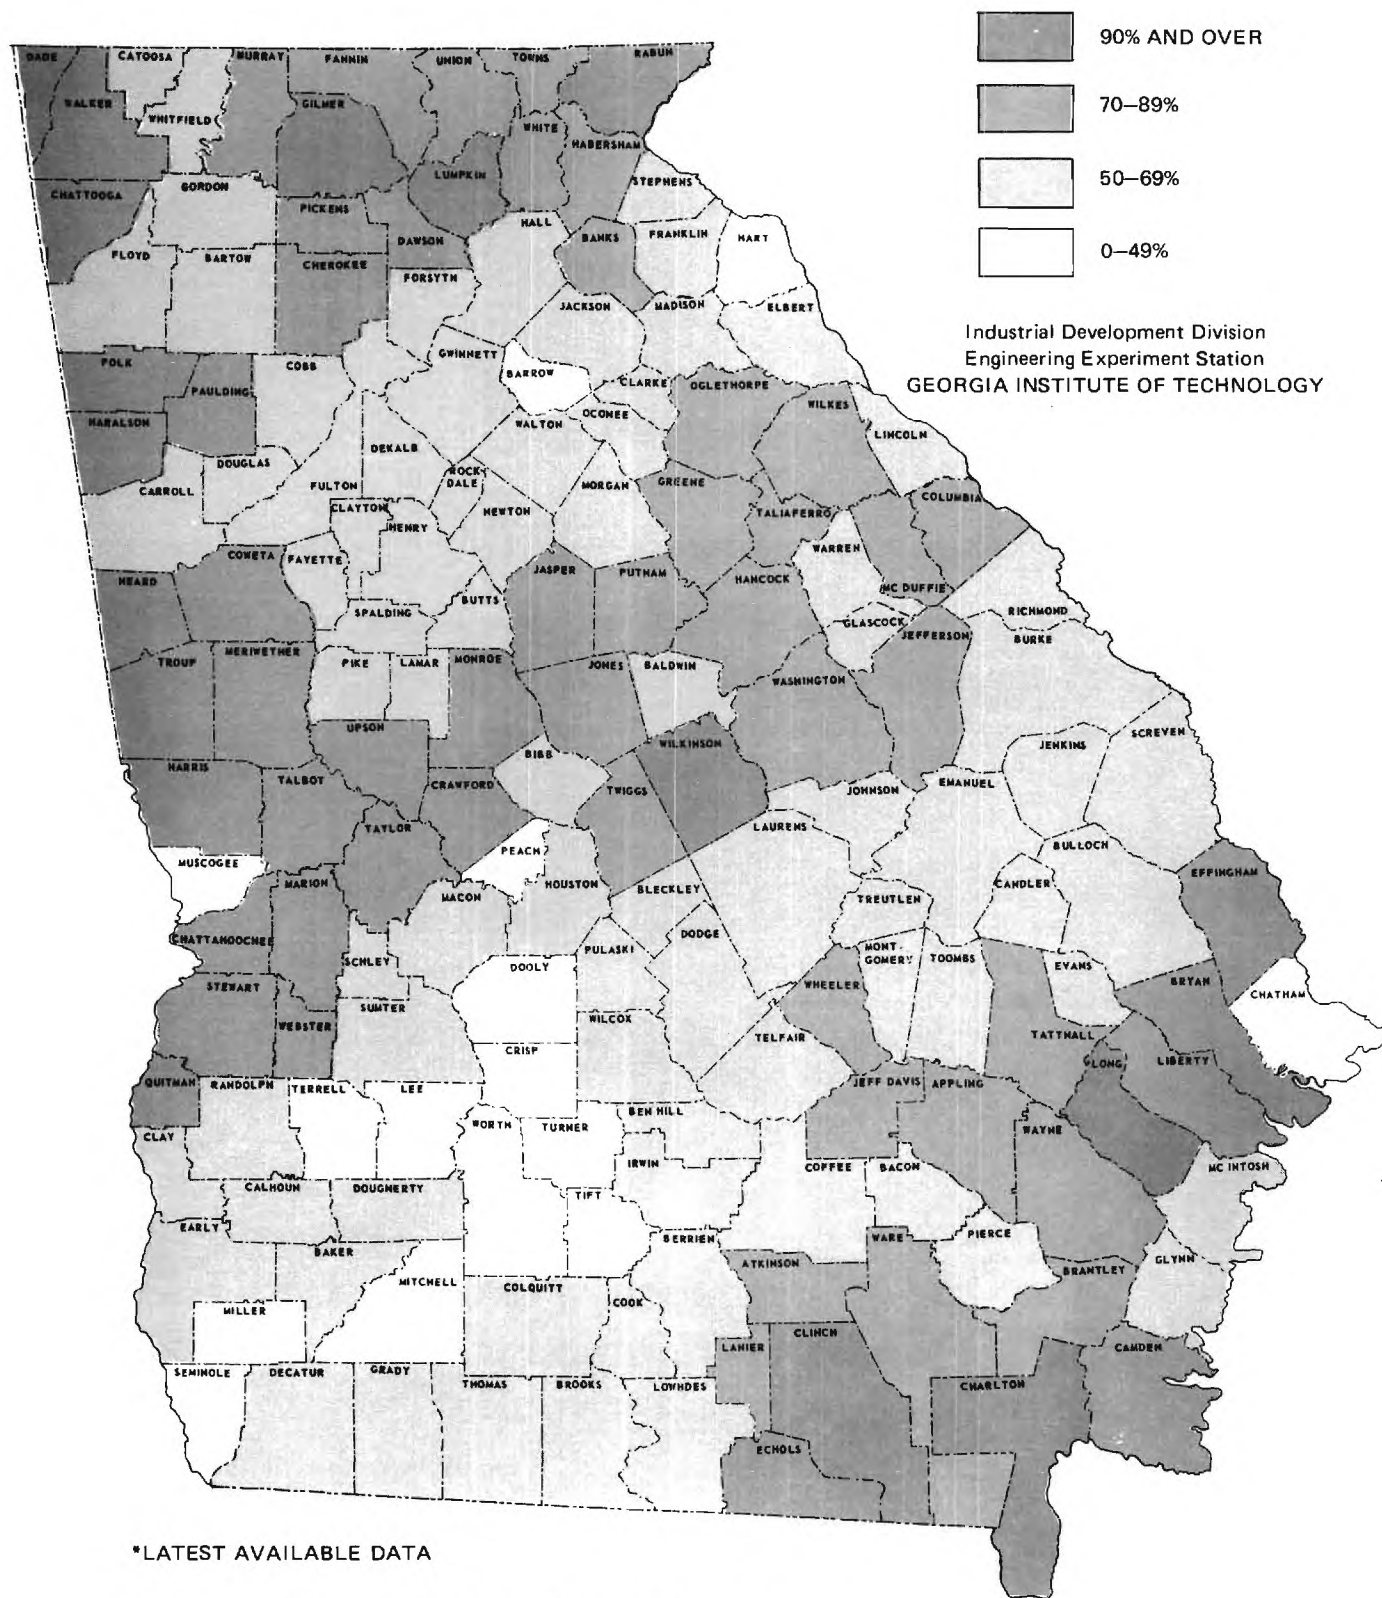 90% AND OVER
70–89%
50–69%
0–49%
Industrial Development Division
Engineering Experiment Station
GEORGIA INSTITUTE OF TECHNOLOGY
DADE
CATOOSA
MURRAY
FANNIN
UNION
TOWNS
RABUN
WALKER
WHITFIELD
GILMER
WHITE
HABERSHAM
LUMPKIN
STEPHENS
CHATTOOGA
GORDON
PICKENS
DAWSON
HALL
BANKS
FRANKLIN
HART
FLOYD
BARTOW
CHEROKEE
FORSYTH
JACKSON
MADISON
ELBERT
POLK
COBB
GWINNETT
BARROW
CLARKE
OGLETHORPE
PAULDING
OCONEE
WILKES
HARALSON
WALTON
LINCOLN
DOUGLAS
DEKALB
CARROLL
FULTON
ROCK
DALE
MORGAN
GREENE
CLAYTON
HENRY
NEWTON
TALIAFERRO
COLUMBIA
COWETA
FAYETTE
WARREN
HEARD
JASPER
PUTNAM
HANCOCK
MC DUFFIE
SPALDING
BUTTS
GLASCOCK
RICHMOND
JEFFERSON
BURKE
TROUP
MERIWETHER
PIKE
LAMAR
MONROE
JONES
BALDWIN
WASHINGTON
UPSON
BIBB
WILKINSON
JENKINS
SCREVEN
HARRIS
TALBOT
CRAWFORD
TWIGGS
JOHNSON
EMANUEL
TAYLOR
LAURENS
MUSCOGEE
PEACH
BULLOCH
MARION
MACON
HOUSTON
BLECKLEY
CANDLER
EFFINGHAM
TREUTLEN
CHATTAHOOCHEE
SCHLEY
DOOLY
PULASKI
DODGE
MONT-
GOMERY
TOOMBS
EVANS
STEWART
SUMTER
WHEELER
BRYAN
CHATHAM
WEBSTER
WILCOX
TELFAIR
TATTNALL
CRISP
LONG
LIBERTY
QUITMAN
RANDOLPH
TERRELL
LEE
JEFF DAVIS
APPLING
WORTH
TURNER
BEN HILL
WAYNE
CLAY
IRWIN
COFFEE
BACON
MC INTOSH
CALHOUN
DOUGHERTY
TIFT
EARLY
BAKER
BERRIEN
WARE
PIERCE
GLYNN
MITCHELL
COLQUITT
COOK
ATKINSON
BRANTLEY
MILLER
LANIER
CLINCH
CAMDEN
SEMINOLE
DECATUR
GRADY
THOMAS
BROOKS
LOWNDES
CHARLTON
ECHOLS
*LATEST AVAILABLE DATA